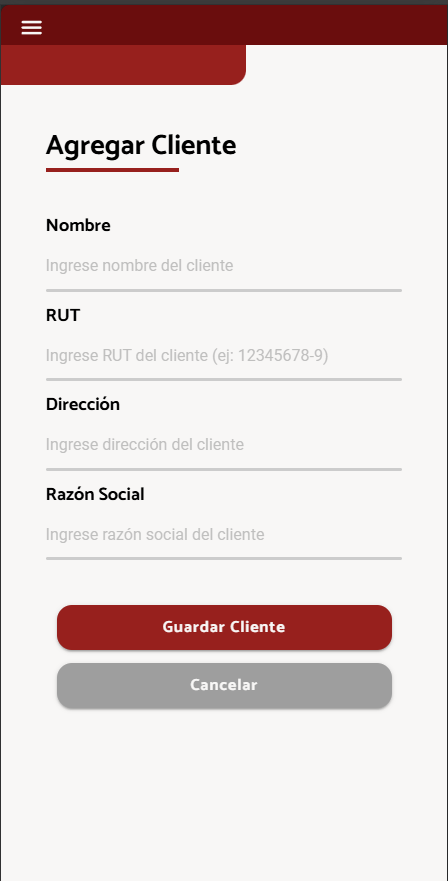 Agregar Cliente
Nombre
Ingrese nombre del cliente
RUT
Ingrese RUT del cliente (ej: 12345678-9)
Dirección
Ingrese dirección del cliente
Razón Social
Ingrese razón social del cliente
Guardar Cliente
Cancelar